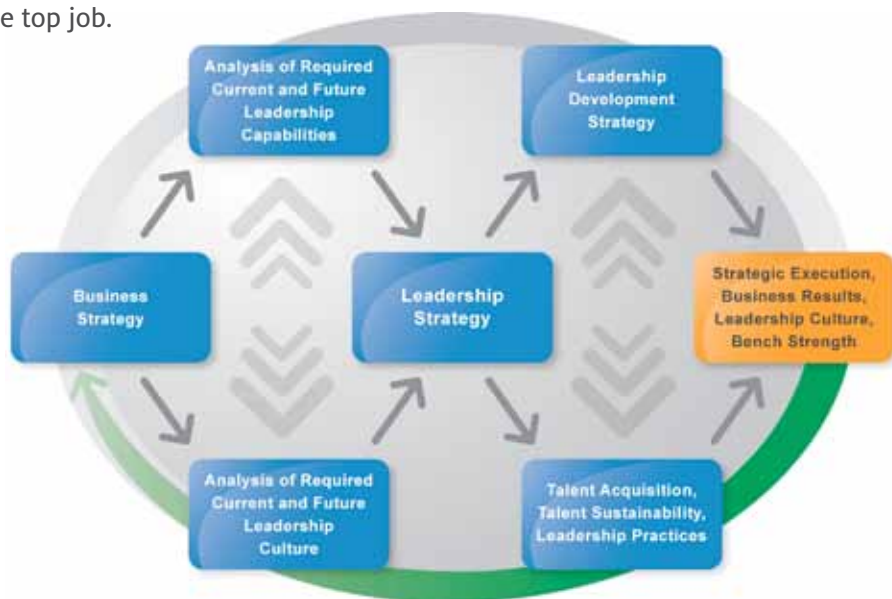 e top job.
Analysis of Required
Current and Future
Leadership
Capabilities
Leadership
Development
Strategy
Business
Strategy
Leadership
Strategy
Strategic Execution,
Business Results,
Leadership Culture,
Bench Strength
Analysis of Required
Current and Future
Leadership
Culture
Talent Acquisition,
Talent Sustainability,
Leadership Practices